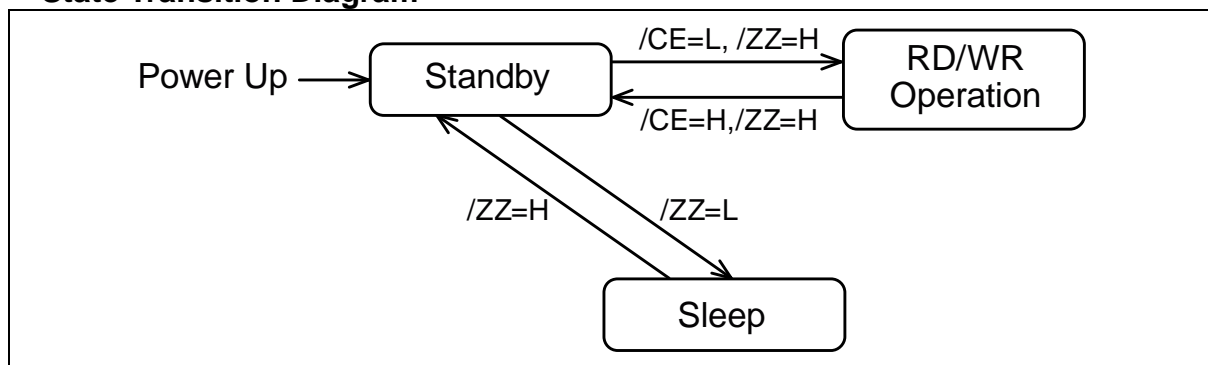 State Transition Diagram
/CE=L, /ZZ=H
Power Up
Standby
RD/WR
Operation
/CE=H,/ZZ=H
/ZZ=H
/ZZ=L
Sleep